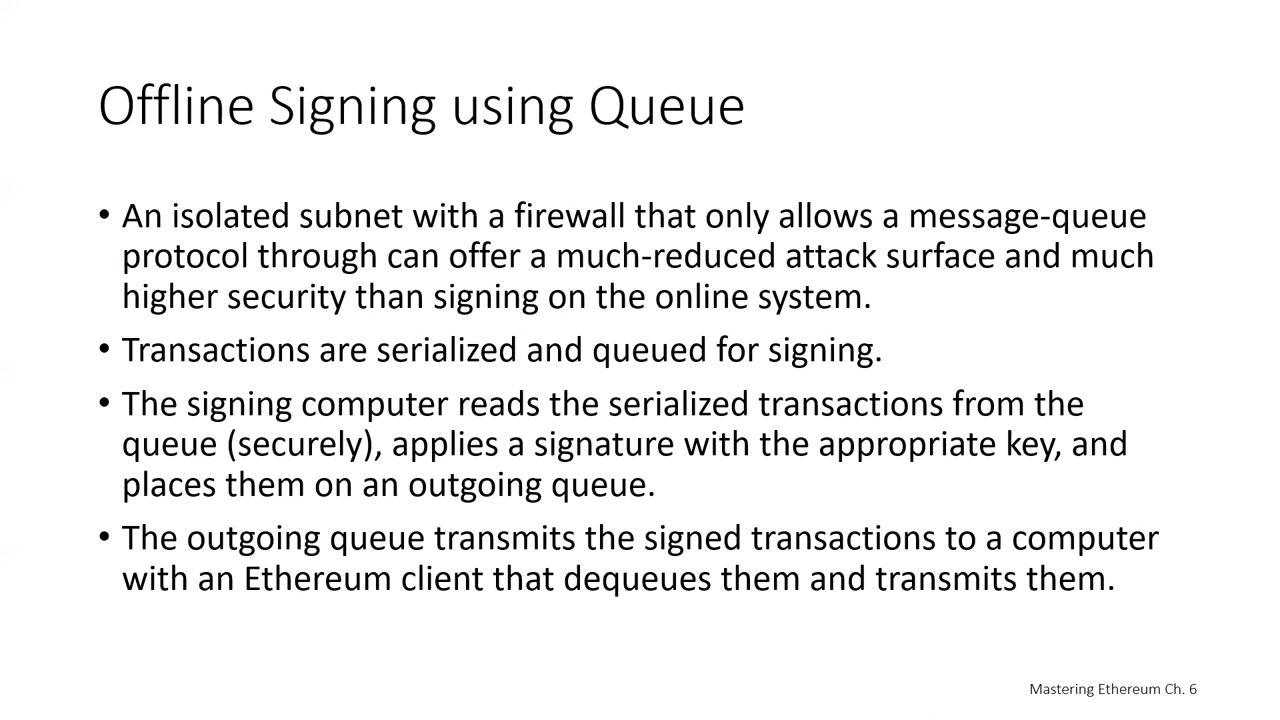 Offline Signing using Queue
• An isolated subnet with a firewall that only allows a message-queue
protocol through can offer a much-reduced attack surface and much
higher security than signing on the online system.
• Transactions are serialized and queued for signing.
• The signing computer reads the serialized transactions from the
queue (securely), applies a signature with the appropriate key, and
places them on an outgoing queue.
• The outgoing queue transmits the signed transactions to a computer
with an Ethereum client that dequeues them and transmits them.
Mastering Ethereum Ch. 6